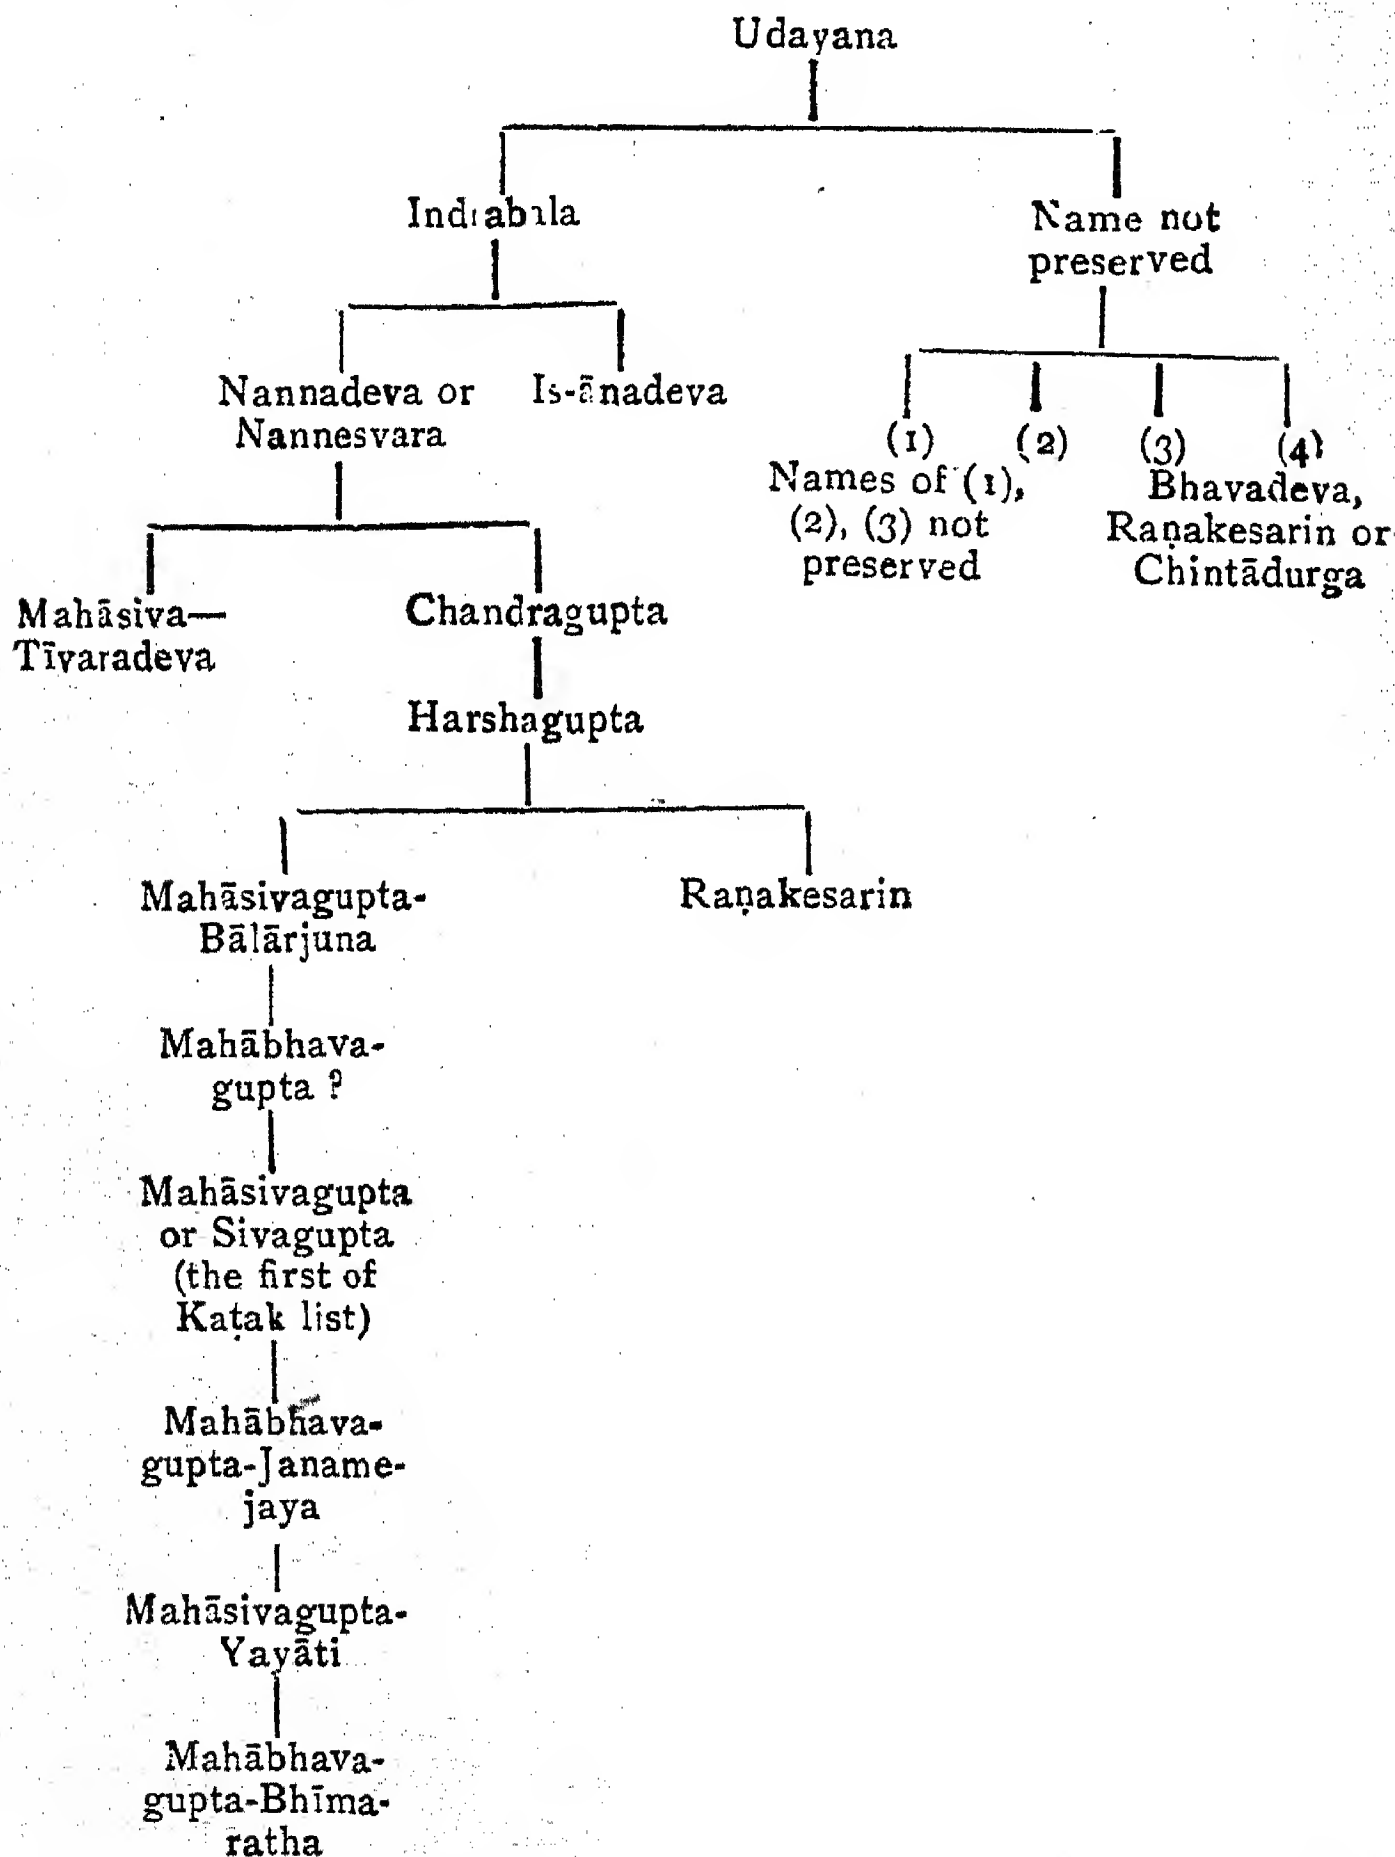 Udayana
Indrabala
Name not
preserved
Nannadeva or
Nannesvara
Is-ānadeva
(1) (2) (3) (4)
Names of (1),
(2), (3) not
preserved
Bhavadeva,
Raṇakesarin or
Chintādurga
Mahāsiva—
Tīvaradeva
Chandragupta
Harshagupta
Mahāsivagupta-
Bālārjuna
Raṇakesarin
Mahābhava-
gupta ?
Mahāsivagupta
or Sivagupta
(the first of
Kaṭak list)
Mahābhava-
gupta-Janame-
jaya
Mahāsivagupta-
Yayāti
Mahābhava-
gupta-Bhīma-
ratha